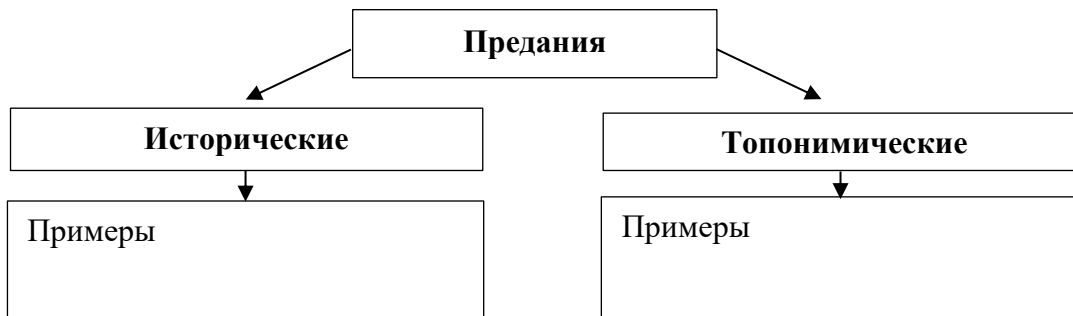 Предания
Исторические
Топонимические
Примеры
Примеры